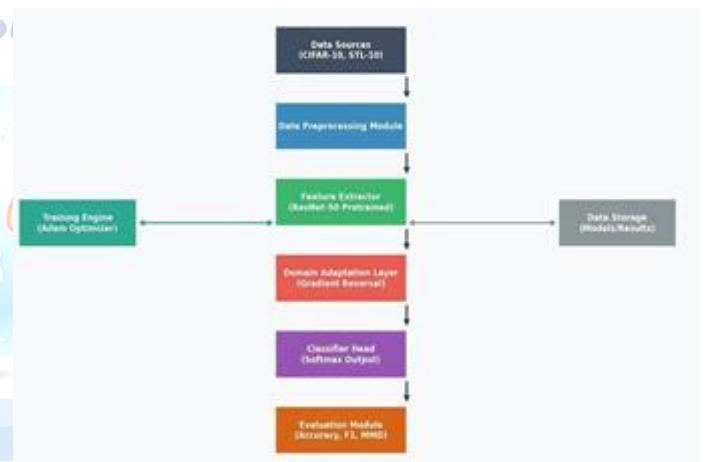 Data Sources
(CIFAR-10, STL-10)
Data Preprocessing Module
Feature Extractor
(ResNet-50 Pretrained)
Training Engine
(Adam Optimizer)
Data Storage
(Models/Results)
Domain Adaptation Layer
(Gradient Reversal)
Classifier Head
(Softmax Output)
Evaluation Module
(Accuracy, F1, MMD)